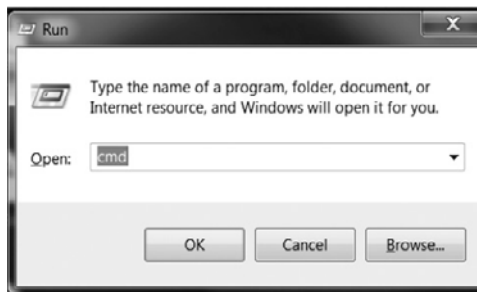 Run
Type the name of a program, folder, document, or
Internet resource, and Windows will open it for you.
Open: cmd
OK Cancel Browse...